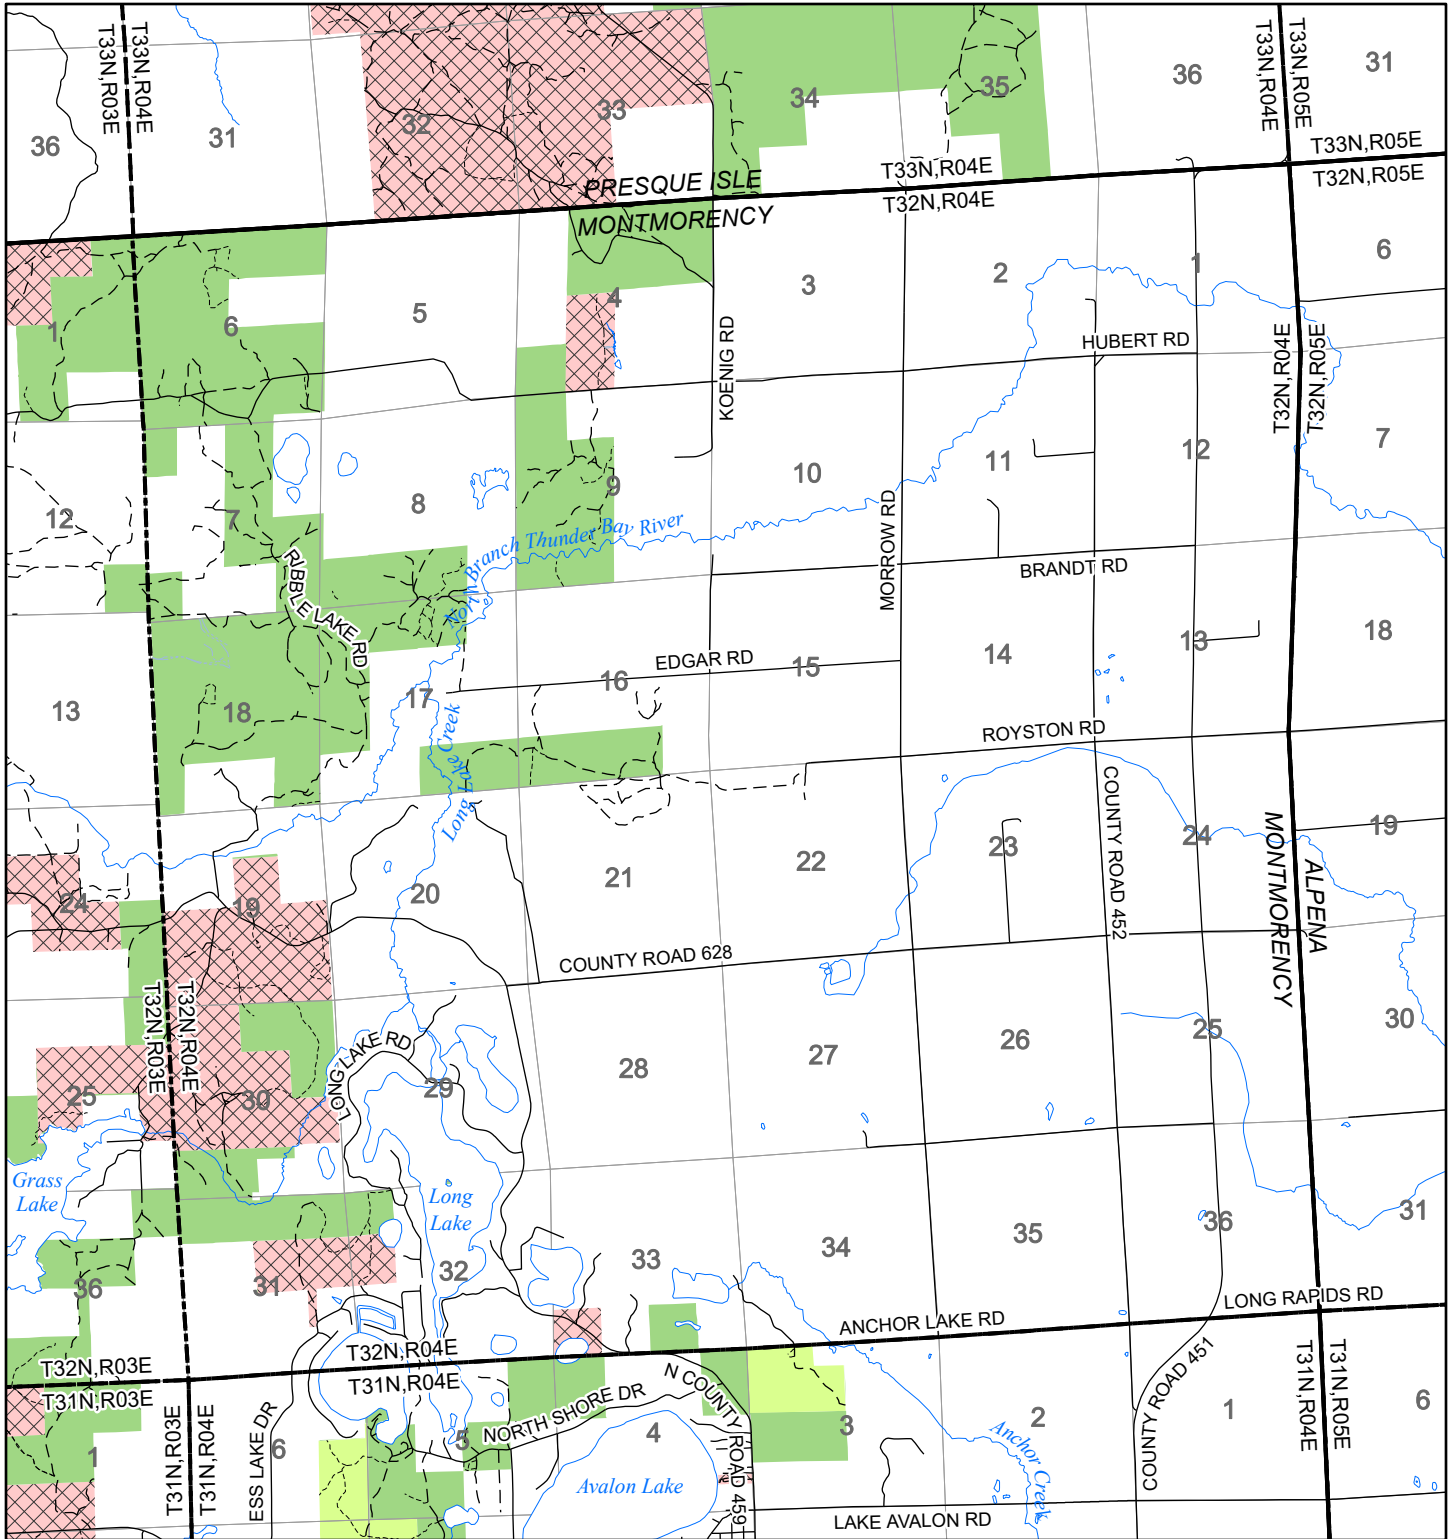 T33N,R03E
T33N,R04E
T33N,R04E
T33N,R05E
36
31
32
33
34
35
36
31
T33N,R05E
T32N,R05E
T33N,R04E
T32N,R04E
PRESQUE ISLE
MONTMORENCY
1
6
5
4
3
2
1
6
KOENIG RD
HUBERT RD
T32N,R04E
T32N,R05E
12
7
8
9
10
11
12
7
North Branch Thunder Bay River
MORROW RD
BRANDT RD
RIBBLE LAKE RD
EDGAR RD
13
18
17
16
15
14
13
18
Long Lake Creek
ROYSTON RD
COUNTY ROAD 452
24
19
20
21
22
23
24
19
MONTMORENCY
ALPENA
COUNTY ROAD 628
T32N,R03E
T32N,R04E
LONG LAKE RD
25
30
29
28
27
26
25
30
Grass
Lake
Long
Lake
36
31
32
33
34
35
36
31
LONG RAPIDS RD
ANCHOR LAKE RD
T32N,R03E
T31N,R03E
T32N,R04E
T31N,R04E
COUNTY ROAD 451
T31N,R04E
T31N,R05E
T31N,R03E
T31N,R04E
ESS LAKE DR
NORTH SHORE DR
N COUNTY ROAD 459
1
6
5
4
3
2
1
6
Avalon Lake
Anchor Creek
LAKE AVALON RD